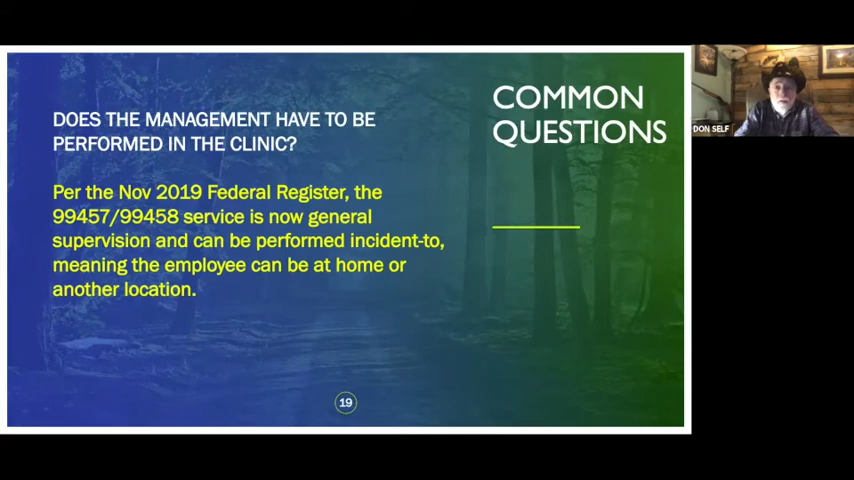 COMMON
QUESTIONS
DOES THE MANAGEMENT HAVE TO BE
PERFORMED IN THE CLINIC?
Per the Nov 2019 Federal Register, the
99457/99458 service is now general
supervision and can be performed incident-to,
meaning the employee can be at home or
another location.
19
DON SELF